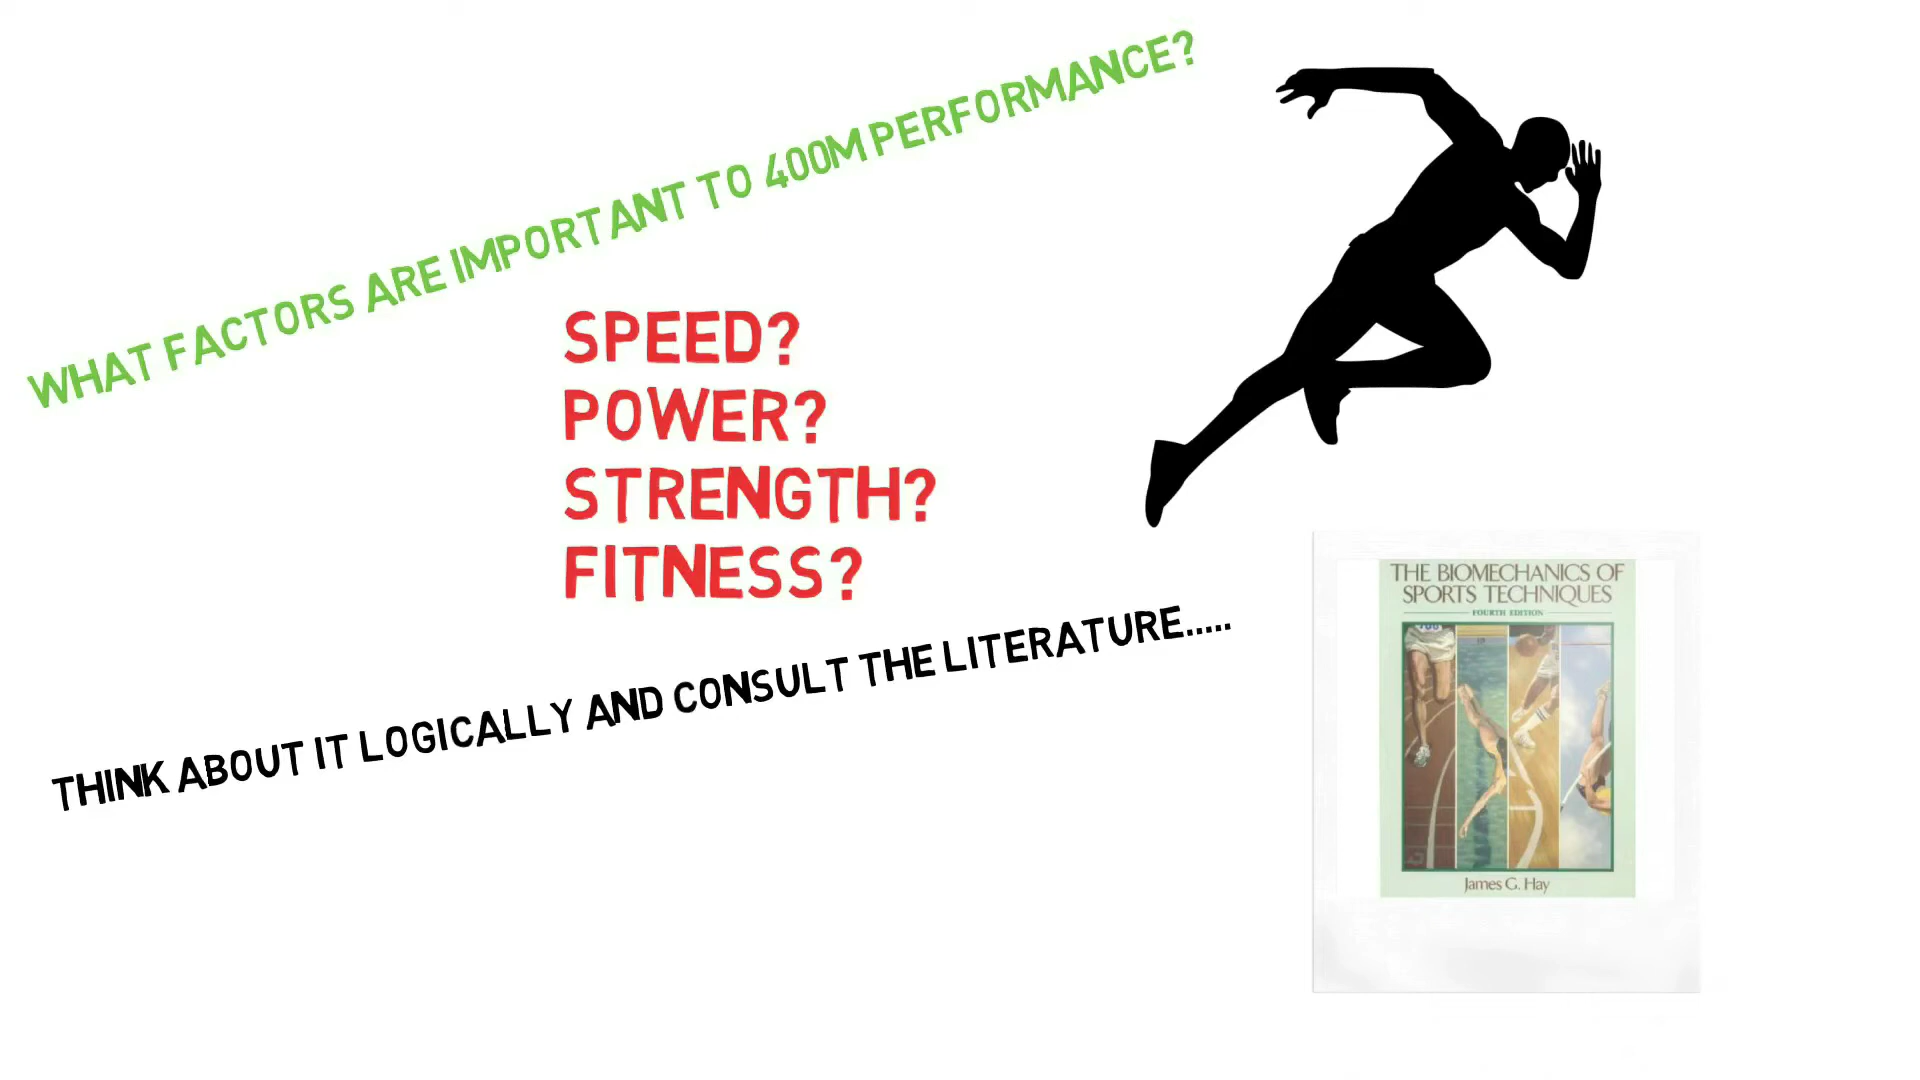 WHAT FACTORS ARE IMPORTANT TO 400M PERFORMANCE?
SPEED?
POWER?
STRENGTH?
FITNESS?
THINK ABOUT IT LOGICALLY AND CONSULT THE LITERATURE.....
THE BIOMECHANICS OF
SPORTS TECHNIQUES
FOURTH EDITION
James G. Hay